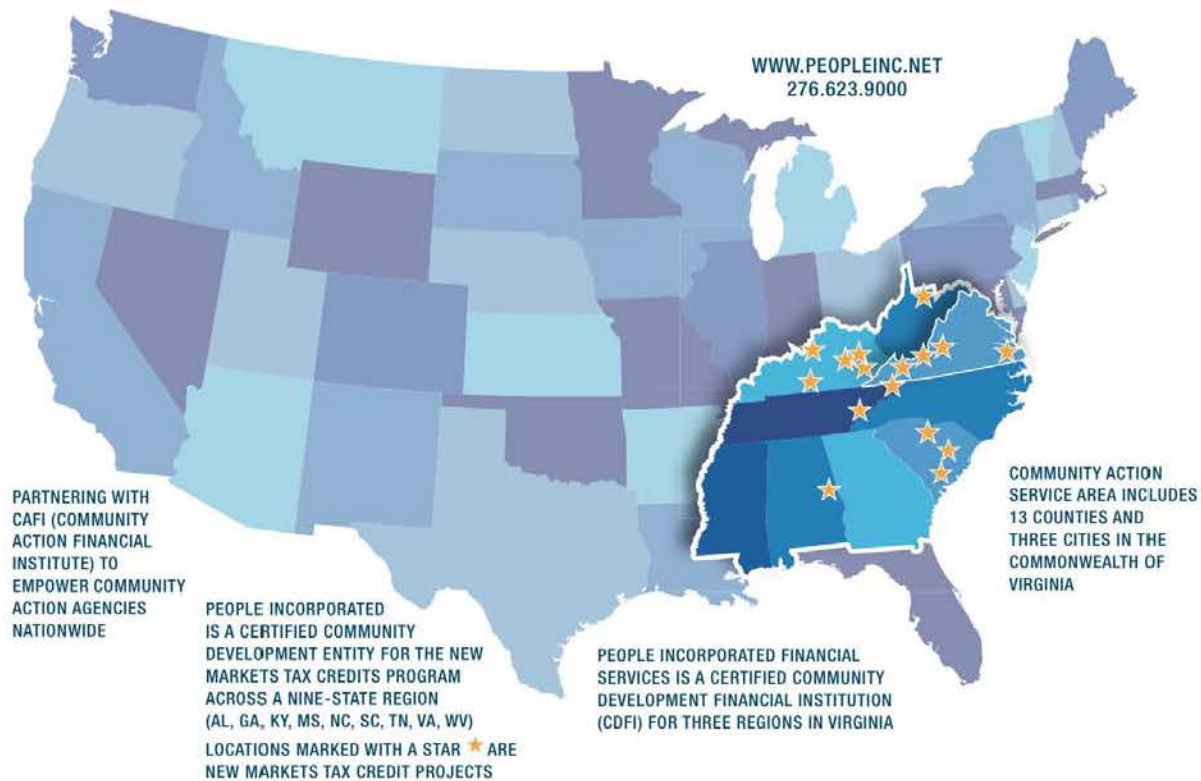 WWW.PEOPLEINC.NET
276.623.9000
PARTNERING WITH
CAFI (COMMUNITY
ACTION FINANCIAL
INSTITUTE) TO
EMPOWER COMMUNITY
ACTION AGENCIES
NATIONWIDE
PEOPLE INCORPORATED
IS A CERTIFIED COMMUNITY
DEVELOPMENT ENTITY FOR THE NEW
MARKETS TAX CREDITS PROGRAM
ACROSS A NINE-STATE REGION
(AL, GA, KY, MS, NC, SC, TN, VA, WV)
LOCATIONS MARKED WITH A STAR ARE
NEW MARKETS TAX CREDIT PROJECTS
PEOPLE INCORPORATED FINANCIAL
SERVICES IS A CERTIFIED COMMUNITY
DEVELOPMENT FINANCIAL INSTITUTION
(CDFI) FOR THREE REGIONS IN VIRGINIA
COMMUNITY ACTION
SERVICE AREA INCLUDES
13 COUNTIES AND
THREE CITIES IN THE
COMMONWEALTH OF
VIRGINIA